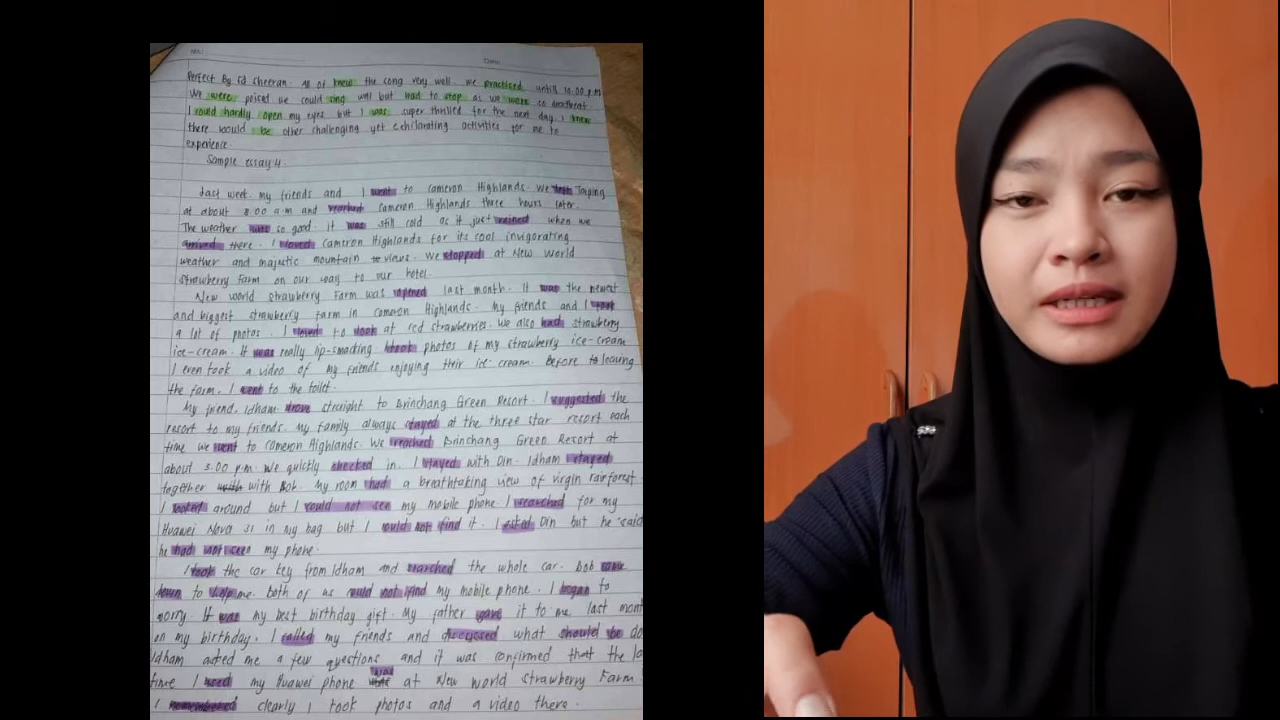 No.:
Date:
Perfect By Ed Sheeran. All of knew the song very well. We practised untill 10.00 p.m
We were poised we could sing well but had to stop as we were so
I could hardly open my eyes but I was super thrilled for the next day. I knew
there would be other challenging yet exhilarating activities for me to
experience.
Sample essay 4.
Last week, my friends and I went to Cameron Highlands. We left Taiping
at about 8.00 a.m and reached Cameron Highlands three hours later.
The weather was so good. It was still cold as it just rained when we
arrived there. I loved Cameron Highlands for its cool invigorating
weather and majestic mountain views. We stopped at New World
Strawberry Farm on our way to our hotel.
New World Strawberry Farm was opened last month. It was the newest
and biggest strawberry farm in Cameron Highlands. My friends and I took
a lot of photos. I loved to look at red strawberries. We also had strawberry
ice-cream. It was really lip-smacking. I took photos of my strawberry ice-cream
I even took a video of my friends enjoying their ice-cream. Before leaving
the farm, I went to the toilet.
My friend, Idham drove straight to Brinchang Green Resort. I suggested the
resort to my friends. My family always stayed at the three star resort each
time we went to Cameron Highlands. We reached Brinchang Green Resort at
about 3.00 p.m. We quickly checked in. I stayed with Din. Idham stayed
together with Bob. My room had a breathtaking view of virgin rainforest.
I looked around but I could not see my mobile phone. I searched for my
Huawei Nova 3i in my bag but I could not find it. I asked Din but he said
he had not seen my phone.
I took the car key from Idham and searched the whole car. Bob came
down to help me. Both of us could not find my mobile phone. I began to
worry. It was my best birthday gift. My father gave it to me last mont
on my birthday. I called my friends and discussed what should be do
Idham asked me a few questions and it was confirmed that the la
time I used my Huawei phone was at New World Strawberry Farm
I remembered clearly I took photos and a video there.